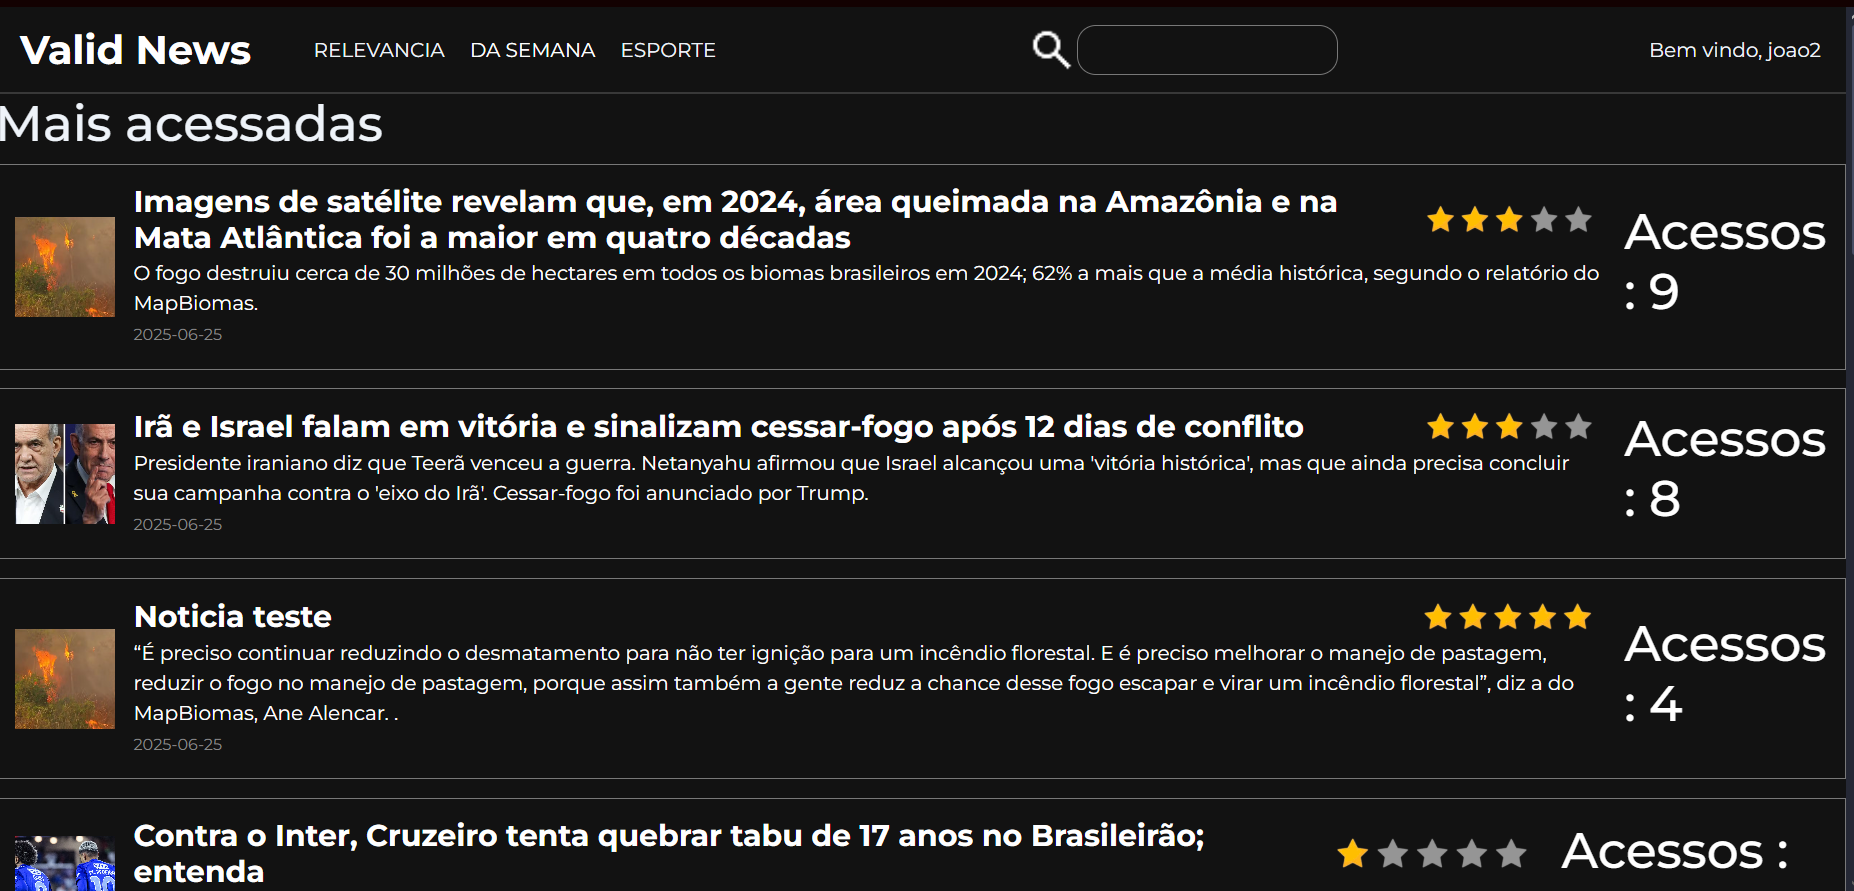 Valid News
RELEVANCIA DA SEMANA ESPORTE
Bem vindo, joao2
Mais acessadas
Imagens de satélite revelam que, em 2024, área queimada na Amazônia e na
Mata Atlântica foi a maior em quatro décadas
O fogo destruiu cerca de 30 milhões de hectares em todos os biomas brasileiros em 2024; 62% a mais que a média histórica, segundo o relatório do
MapBiomas.
2025-06-25
Acessos
: 9
Irã e Israel falam em vitória e sinalizam cessar-fogo após 12 dias de conflito
Presidente iraniano diz que Teerã venceu a guerra. Netanyahu afirmou que Israel alcançou uma 'vitória histórica', mas que ainda precisa concluir
sua campanha contra o 'eixo do Irã'. Cessar-fogo foi anunciado por Trump.
2025-06-25
Acessos
: 8
Noticia teste
“É preciso continuar reduzindo o desmatamento para não ter ignição para um incêndio florestal. E é preciso melhorar o manejo de pastagem,
reduzir o fogo no manejo de pastagem, porque assim também a gente reduz a chance desse fogo escapar e virar um incêndio florestal”, diz a do
MapBiomas, Ane Alencar. .
2025-06-25
Acessos
: 4
Contra o Inter, Cruzeiro tenta quebrar tabu de 17 anos no Brasileirão;
entenda
Acessos :